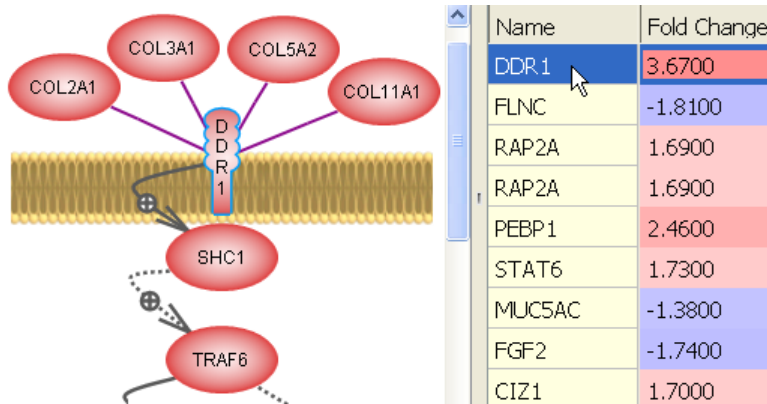 COL3A1
COL5A2
COL2A1
COL11A1
D
D
R
1
SHC1
TRAF6
Name Fold Change
DDR1 3.6700
FLNC -1.8100
RAP2A 1.6900
RAP2A 1.6900
PEBP1 2.4600
STAT6 1.7300
MUC5AC -1.3800
FGF2 -1.7400
CIZ1 1.7000